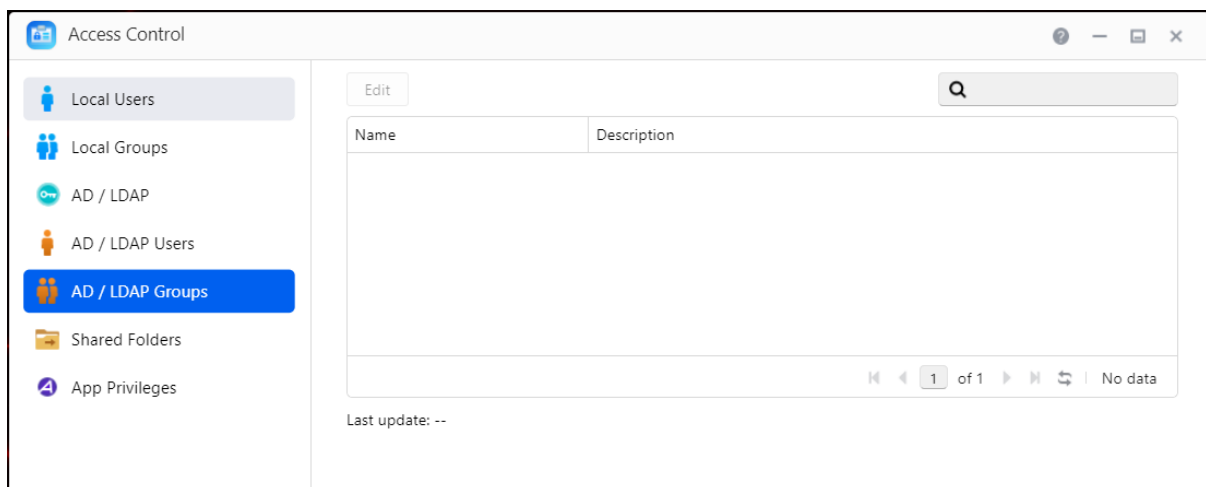 Access Control
Local Users
Local Groups
AD / LDAP
AD / LDAP Users
AD / LDAP Groups
Shared Folders
App Privileges
Edit
Name Description
1 of 1 No data
Last update: --